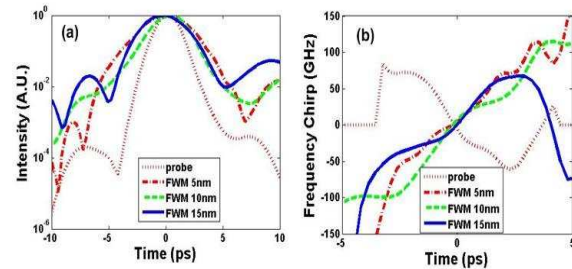 (a)
Intensity (A.U.)
10^0
10^-2
10^-4
10^-6
-10 -5 0 5 10
Time (ps)
probe
FWM 5nm
FWM 10nm
FWM 15nm
(b)
Frequency Chirp (GHz)
150
100
50
0
-50
-100
-150
-5 0 5
Time (ps)
probe
FWM 5nm
FWM 10nm
FWM 15nm